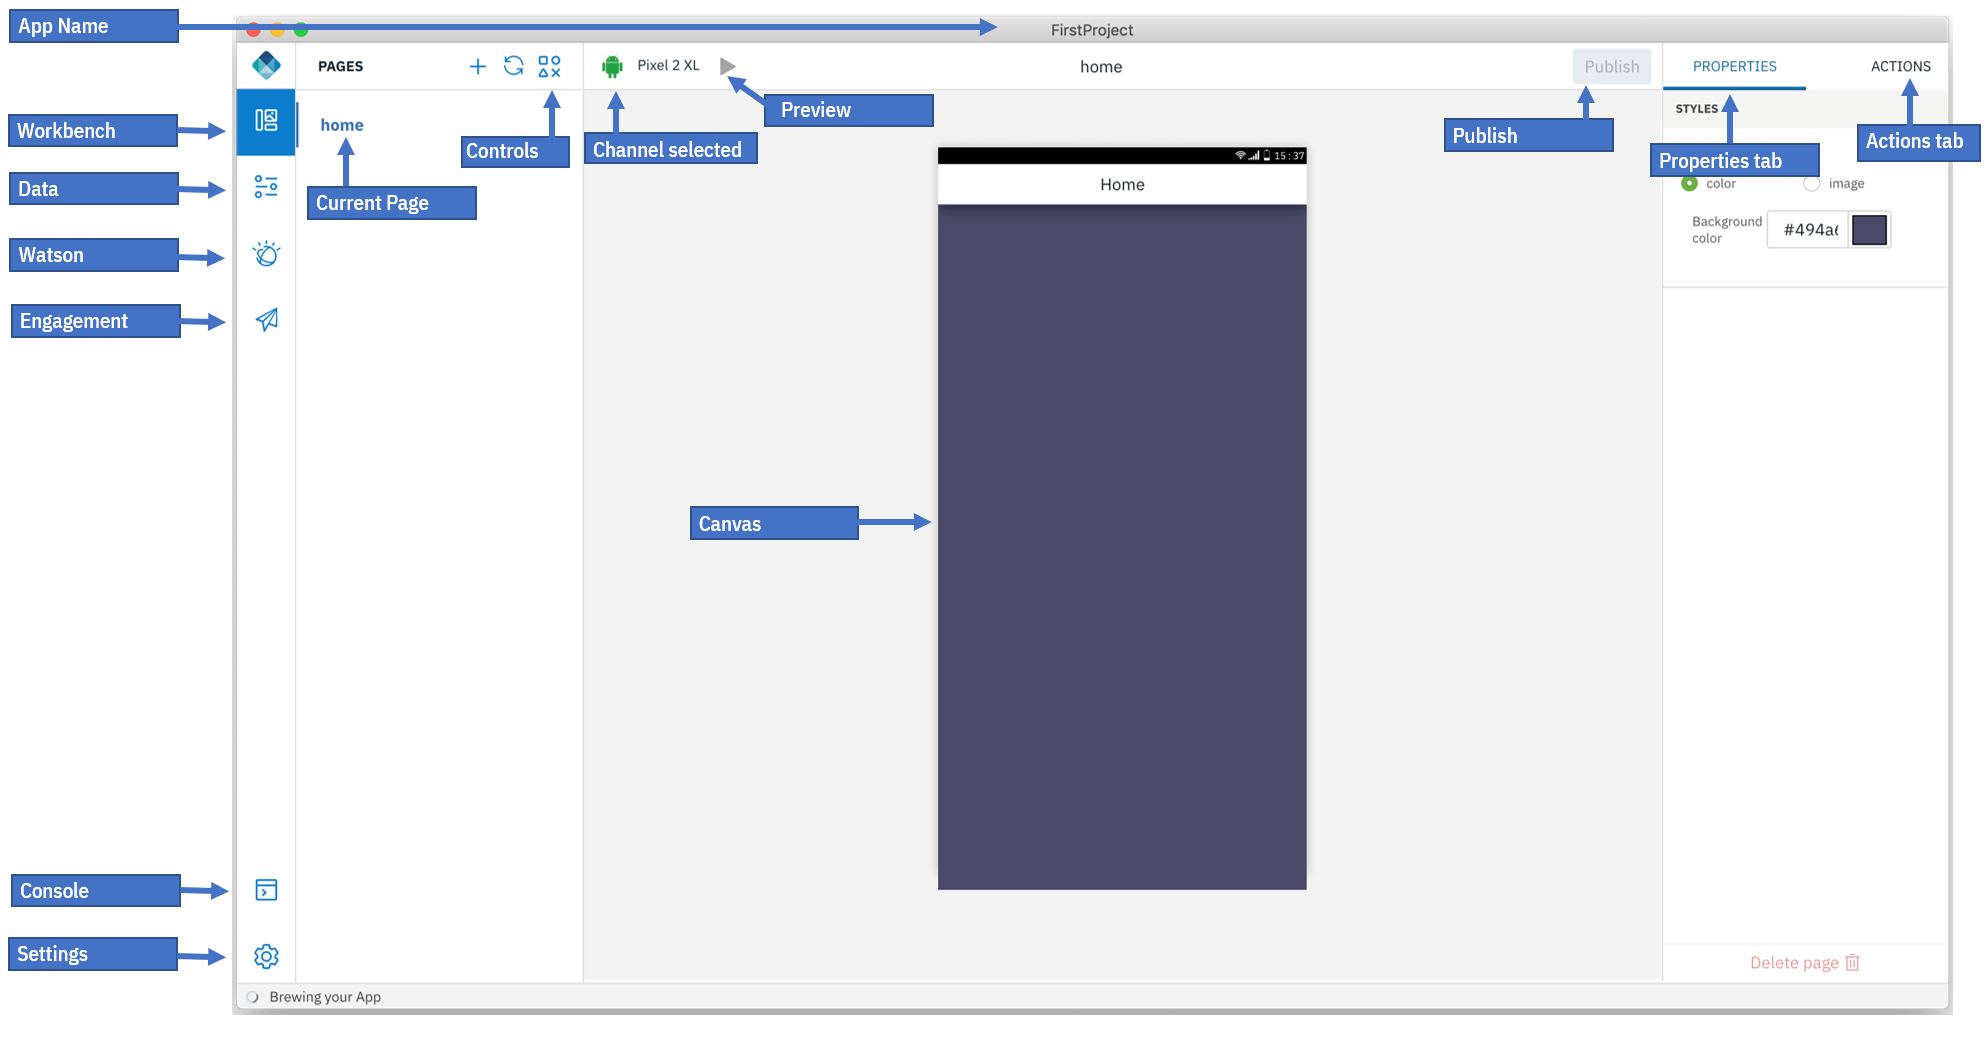 App Name
FirstProject
PAGES
Pixel 2 XL
home
Publish
PROPERTIES
ACTIONS
Preview
STYLES
Workbench
home
Controls
Channel selected
Publish
Actions tab
15:37
Properties tab
Data
Current Page
Home
color
image
Background
color
#494a6
Watson
Engagement
Canvas
Console
Settings
Delete page
Brewing your App